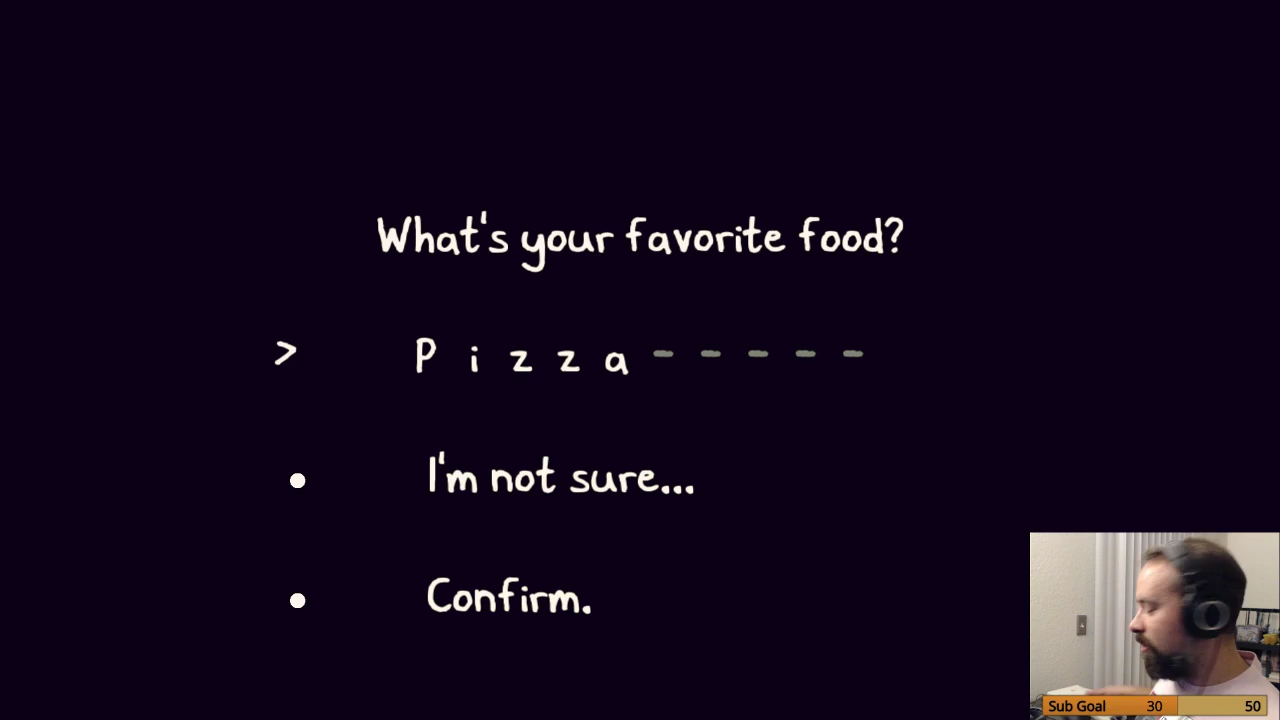 What's your favorite food?
> P i z z a - - - - -
• I'm not sure...
• Confirm.
Sub Goal 30 50